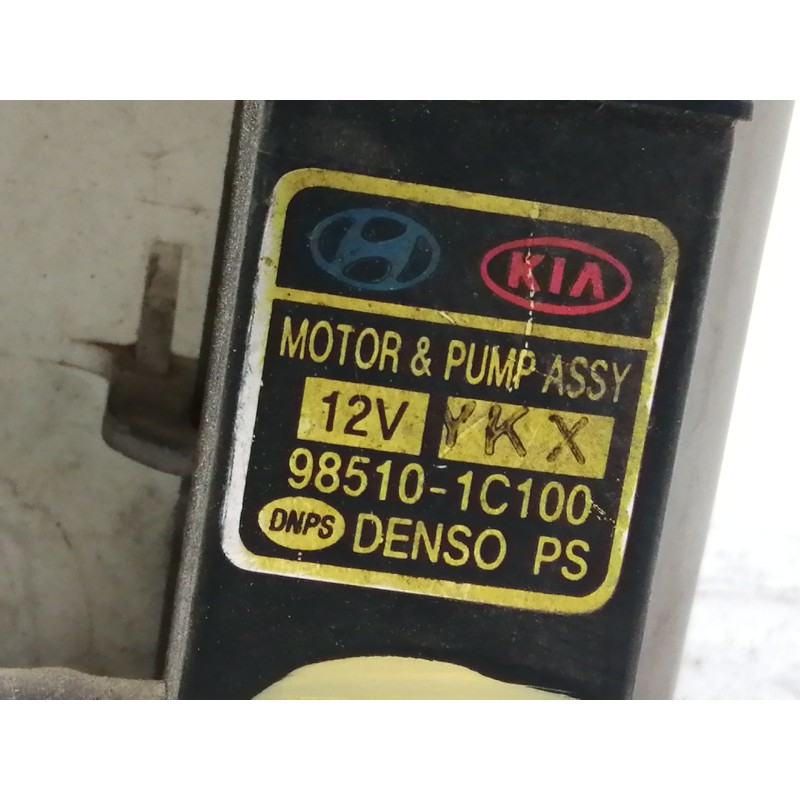 KIA
MOTOR & PUMP ASSY
12V YKX
98510-1C100
DNPS DENSO PS